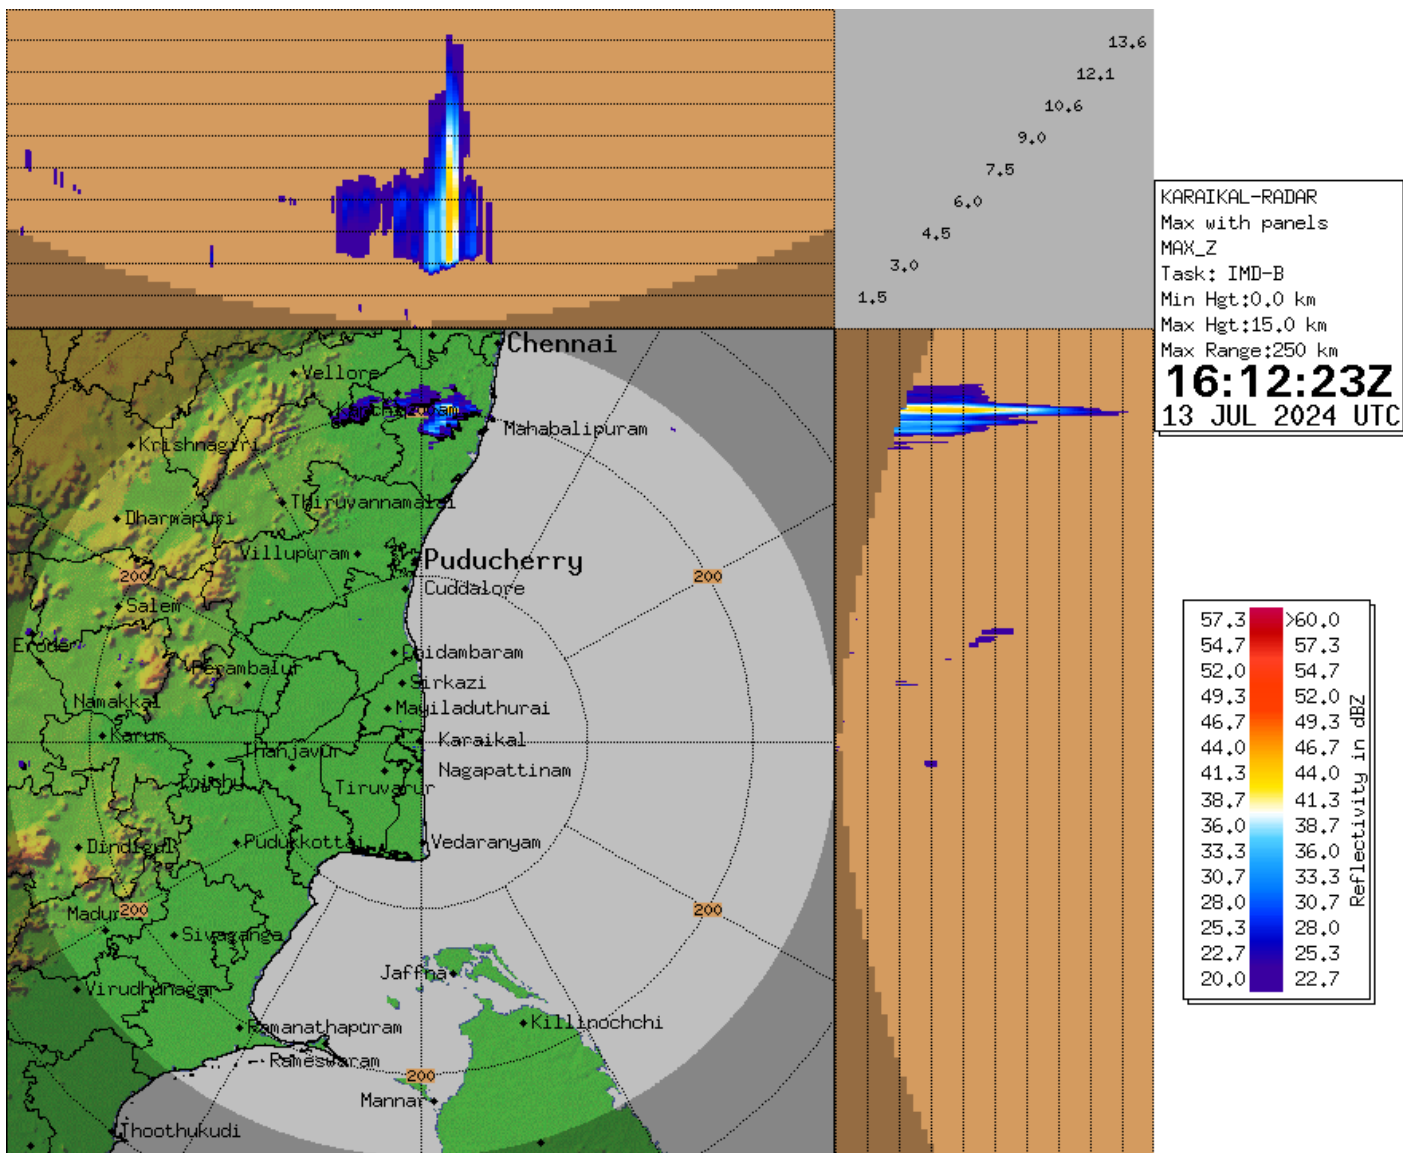 13.6
12.1
10.6
9.0
7.5
6.0
4.5
3.0
1.5
KARAIKAL-RADAR
Max with panels
MAX_Z
Task: IMD-B
Min Hgt:0.0 km
Max Hgt:15.0 km
Max Range:250 km
16:12:23Z
13 JUL 2024 UTC
Chennai
Vellore
Kanchipuram
Mahabalipuram
Krishnagiri
Thiruvannamalai
Dharmapuri
Villupuram
Puducherry
200
200
Cuddalore
Salem
Erode
Chidambaram
Perambalur
Sirkazi
Namakkal
Mayiladuthurai
Karur
Karaikal
Thanjavur
Trichy
Nagapattinam
Tiruvarur
Dindigul
Pudukkottai
Vedaranyam
Madurai
200
200
Sivaganga
Jaffna
Virudhunagar
Ramanathapuram
Killinochchi
Rameswaram
200
Mannar
Thoothukudi
57.3 >60.0
54.7 57.3
52.0 54.7
49.3 52.0
46.7 49.3
44.0 46.7
41.3 44.0
38.7 41.3
36.0 38.7
33.3 36.0
30.7 33.3
28.0 30.7
25.3 28.0
22.7 25.3
20.0 22.7
Reflectivity in dBZ